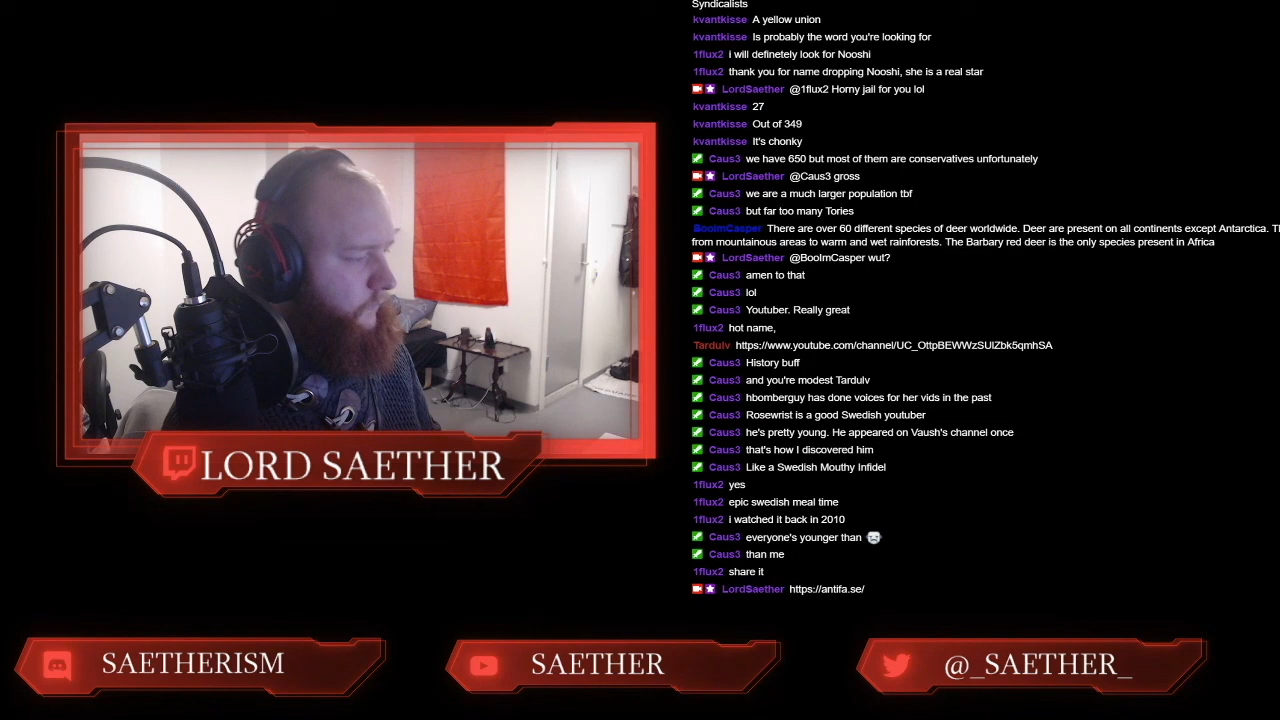 Syndicalists
kvantkisse A yellow union
kvantkisse Is probably the word you're looking for
1flux2 i will definetely look for Nooshi
1flux2 thank you for name dropping Nooshi, she is a real star
LordSaether @1flux2 Horny jail for you lol
kvantkisse 27
kvantkisse Out of 349
kvantkisse It's chonky
Caus3 we have 650 but most of them are conservatives unfortunately
LordSaether @Caus3 gross
Caus3 we are a much larger population tbf
Caus3 but far too many Tories
BoolmCasper There are over 60 different species of deer worldwide. Deer are present on all continents except Antarctica.
from mountainous areas to warm and wet rainforests. The Barbary red deer is the only species present in Africa
LordSaether @BoolmCasper wut?
Caus3 amen to that
Caus3 lol
Caus3 Youtuber. Really great
1flux2 hot name,
Tardulv https://www.youtube.com/channel/UC_OttpBEWWzSUlZbk5qmhSA
Caus3 History buff
Caus3 and you're modest Tardulv
Caus3 hbomberguy has done voices for her vids in the past
Caus3 Rosewrist is a good Swedish youtuber
Caus3 he's pretty young. He appeared on Vaush's channel once
Caus3 that's how I discovered him
Caus3 Like a Swedish Mouthy Infidel
1flux2 yes
1flux2 epic swedish meal time
1flux2 i watched it back in 2010
Caus3 everyone's younger than
Caus3 than me
1flux2 share it
LordSaether https://antifa.se/
LORD SAETHER
SAETHERISM
SAETHER
@_SAETHER_